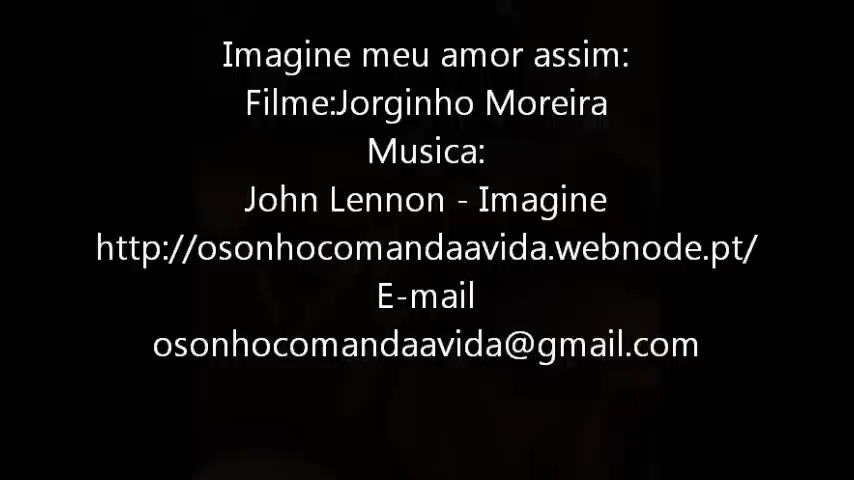 Imagine meu amor assim:
Filme:Jorginho Moreira
Musica:
John Lennon - Imagine
http://osonhocomandaavida.webnode.pt/
E-mail
osonhocomandaavida@gmail.com